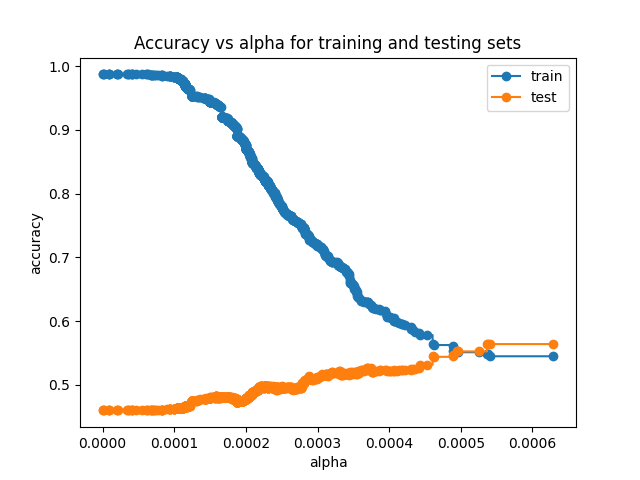 Accuracy vs alpha for training and testing sets
train
test
1.0
0.9
0.8
0.7
0.6
0.5
accuracy
0.0000 0.0001 0.0002 0.0003 0.0004 0.0005 0.0006
alpha